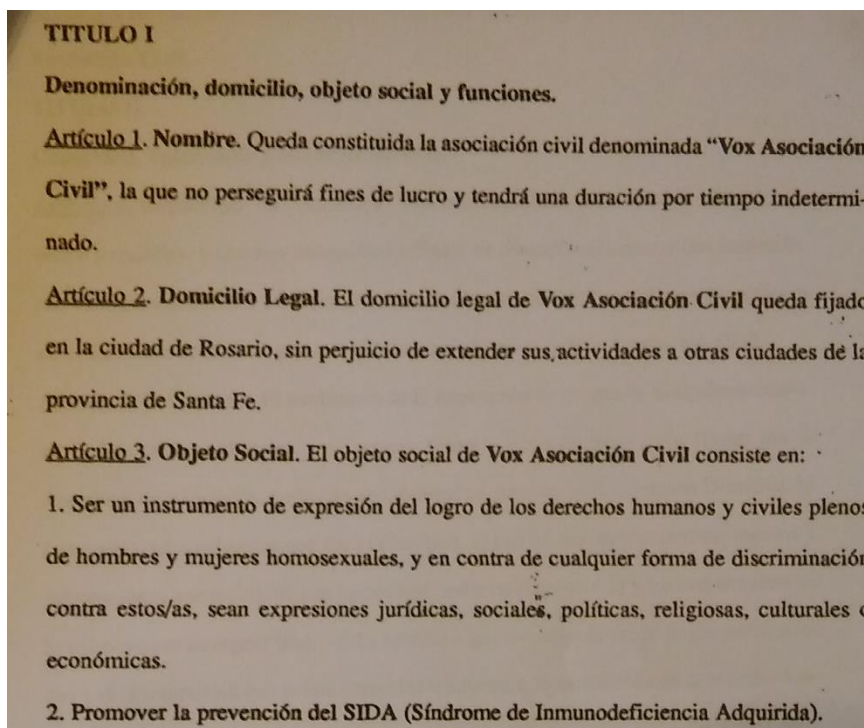 TITULO I
Denominación, domicilio, objeto social y funciones.
Artículo 1. Nombre. Queda constituida la asociación civil denominada “Vox Asociación
Civil”, la que no perseguirá fines de lucro y tendrá una duración por tiempo indetermi-
nado.
Artículo 2. Domicilio Legal. El domicilio legal de Vox Asociación Civil queda fijado
en la ciudad de Rosario, sin perjuicio de extender sus actividades a otras ciudades de la
provincia de Santa Fe.
Artículo 3. Objeto Social. El objeto social de Vox Asociación Civil consiste en:
1. Ser un instrumento de expresión del logro de los derechos humanos y civiles plenos
de hombres y mujeres homosexuales, y en contra de cualquier forma de discriminación
contra estos/as, sean expresiones jurídicas, sociales, políticas, religiosas, culturales o
económicas.
2. Promover la prevención del SIDA (Síndrome de Inmunodeficiencia Adquirida).